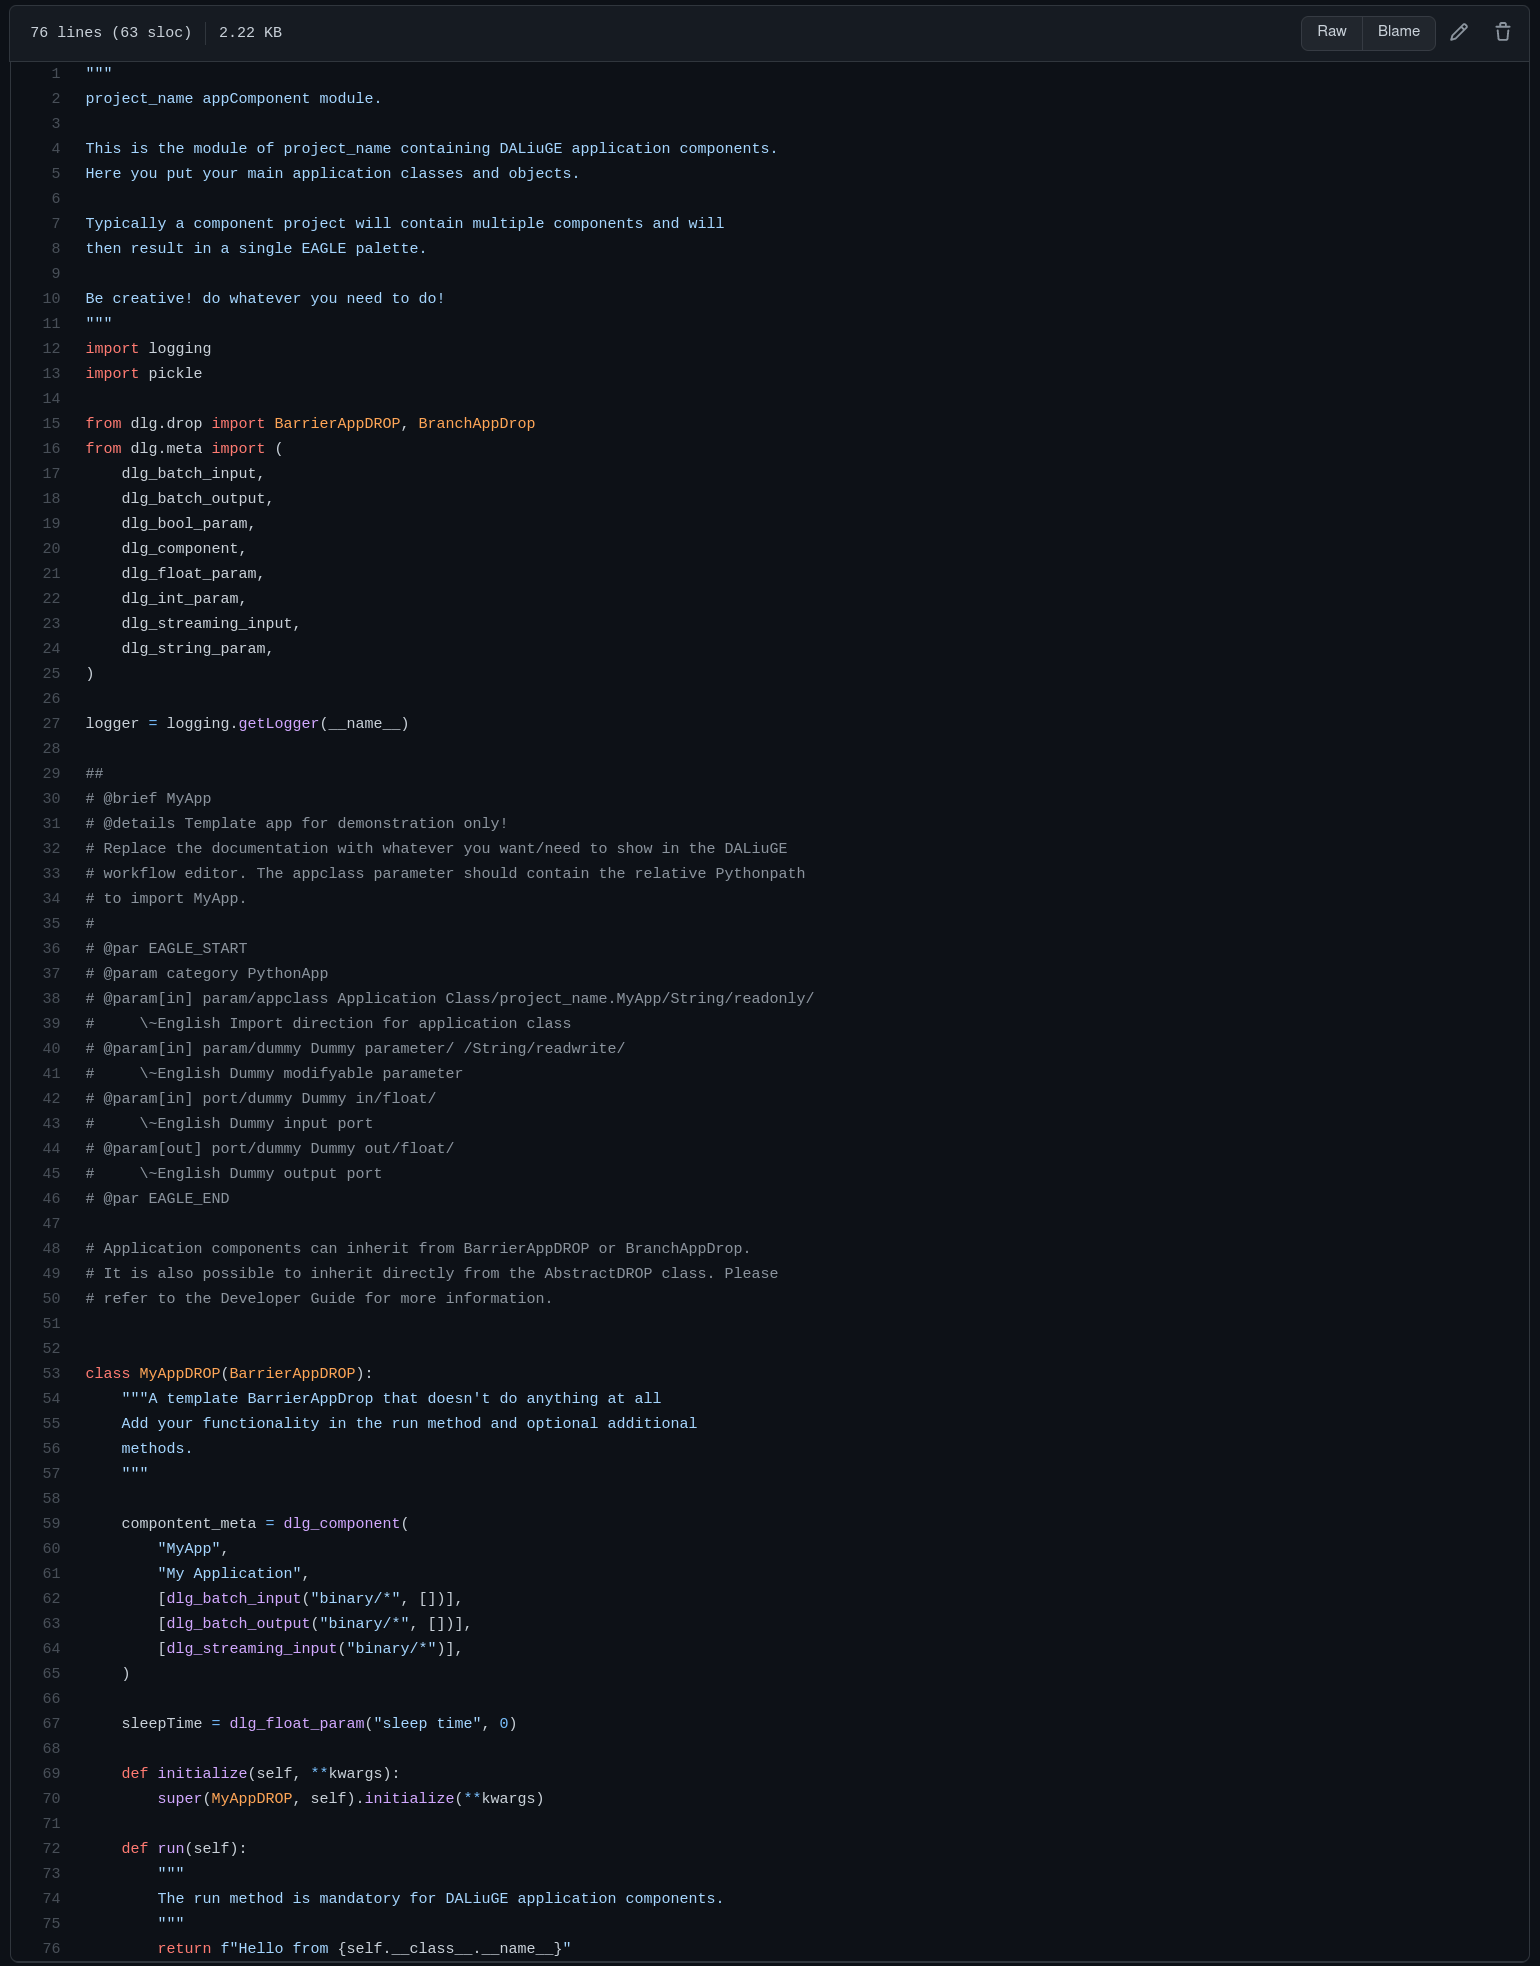 76 lines (63 sloc) 2.22 KB Raw Blame
1 """
2 project_name appComponent module.
3
4 This is the module of project_name containing DALiuGE application components.
5 Here you put your main application classes and objects.
6
7 Typically a component project will contain multiple components and will
8 then result in a single EAGLE palette.
9
10 Be creative! do whatever you need to do!
11 """
12 import logging
13 import pickle
14
15 from dlg.drop import BarrierAppDROP, BranchAppDrop
16 from dlg.meta import (
17     dlg_batch_input,
18     dlg_batch_output,
19     dlg_bool_param,
20     dlg_component,
21     dlg_float_param,
22     dlg_int_param,
23     dlg_streaming_input,
24     dlg_string_param,
25 )
26
27 logger = logging.getLogger(__name__)
28
29 ##
30 # @brief MyApp
31 # @details Template app for demonstration only!
32 # Replace the documentation with whatever you want/need to show in the DALiuGE
33 # workflow editor. The appclass parameter should contain the relative Pythonpath
34 # to import MyApp.
35 #
36 # @par EAGLE_START
37 # @param category PythonApp
38 # @param[in] param/appclass Application Class/project_name.MyApp/String/readonly/
39 #     \~English Import direction for application class
40 # @param[in] param/dummy Dummy parameter/ /String/readwrite/
41 #     \~English Dummy modifyable parameter
42 # @param[in] port/dummy Dummy in/float/
43 #     \~English Dummy input port
44 # @param[out] port/dummy Dummy out/float/
45 #     \~English Dummy output port
46 # @par EAGLE_END
47
48 # Application components can inherit from BarrierAppDROP or BranchAppDrop.
49 # It is also possible to inherit directly from the AbstractDROP class. Please
50 # refer to the Developer Guide for more information.
51
52
53 class MyAppDROP(BarrierAppDROP):
54     """A template BarrierAppDrop that doesn't do anything at all
55     Add your functionality in the run method and optional additional
56     methods.
57     """
58
59     compontent_meta = dlg_component(
60         "MyApp",
61         "My Application",
62         [dlg_batch_input("binary/*", [])],
63         [dlg_batch_output("binary/*", [])],
64         [dlg_streaming_input("binary/*")],
65     )
66
67     sleepTime = dlg_float_param("sleep time", 0)
68
69     def initialize(self, **kwargs):
70         super(MyAppDROP, self).initialize(**kwargs)
71
72     def run(self):
73         """
74         The run method is mandatory for DALiuGE application components.
75         """
76         return f"Hello from {self.__class__.__name__}"